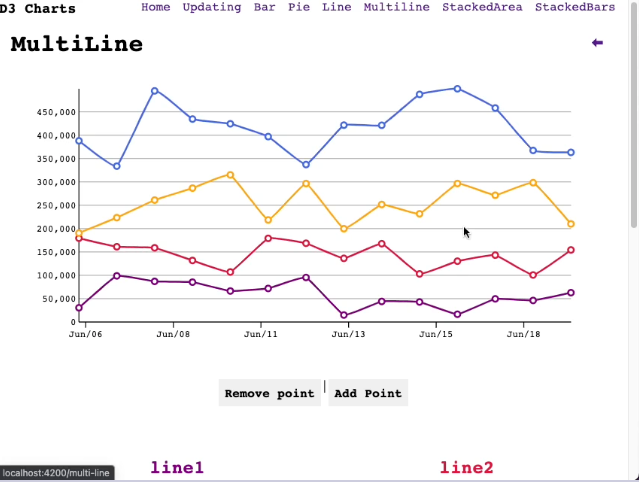 D3 Charts
Home Updating Bar Pie Line Multiline StackedArea StackedBars
MultiLine
450,000
400,000
350,000
300,000
250,000
200,000
150,000
100,000
50,000
0
Jun/06 Jun/08 Jun/11 Jun/13 Jun/15 Jun/18
Remove point | Add Point
line1 line2
localhost:4200/multi-line